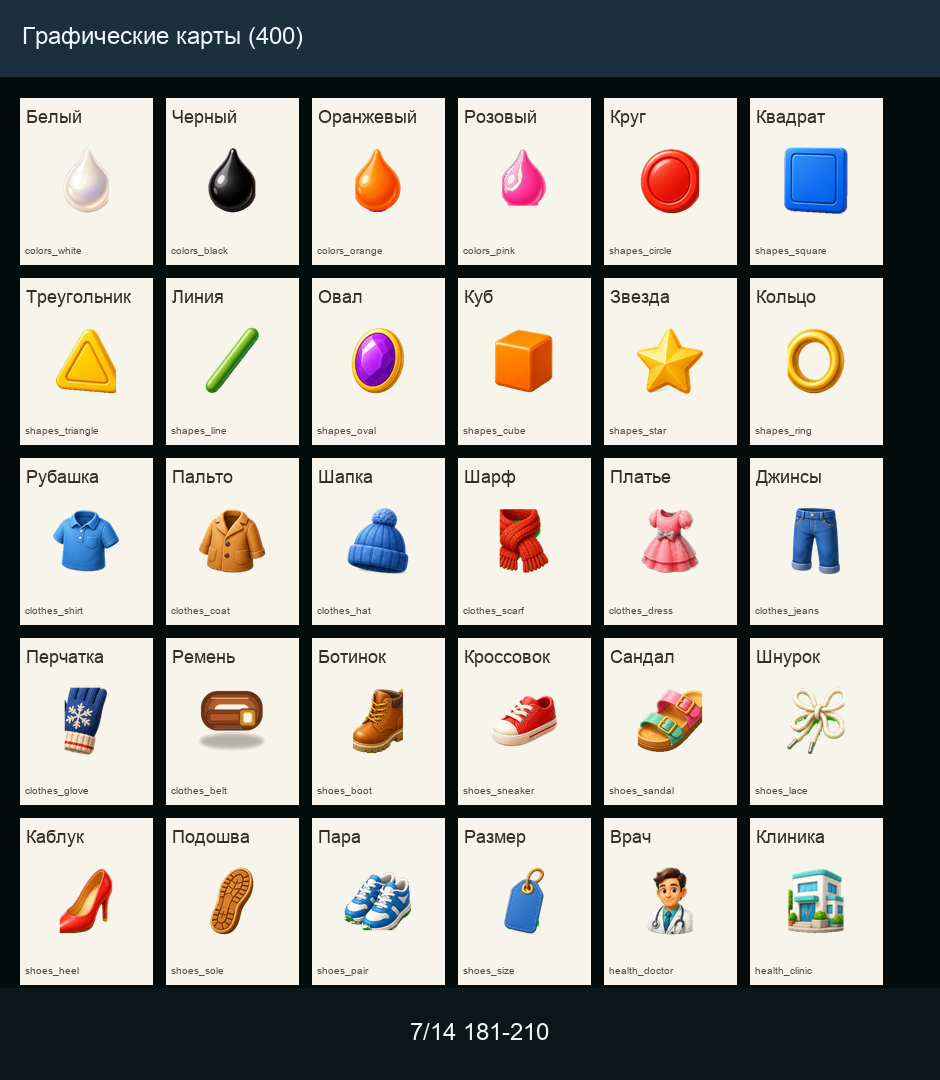 Графические карты (400)
Белый
Черный
Оранжевый
Розовый
Круг
Квадрат
colors_white
colors_black
colors_orange
colors_pink
shapes_circle
shapes_square
Треугольник
Линия
Овал
Куб
Звезда
Кольцо
shapes_triangle
shapes_line
shapes_oval
shapes_cube
shapes_star
shapes_ring
Рубашка
Пальто
Шапка
Шарф
Платье
Джинсы
clothes_shirt
clothes_coat
clothes_hat
clothes_scarf
clothes_dress
clothes_jeans
Перчатка
Ремень
Ботинок
Кроссовок
Сандал
Шнурок
clothes_glove
clothes_belt
shoes_boot
shoes_sneaker
shoes_sandal
shoes_lace
Каблук
Подошва
Пара
Размер
Врач
Клиника
shoes_heel
shoes_sole
shoes_pair
shoes_size
health_doctor
health_clinic
7/14 181-210